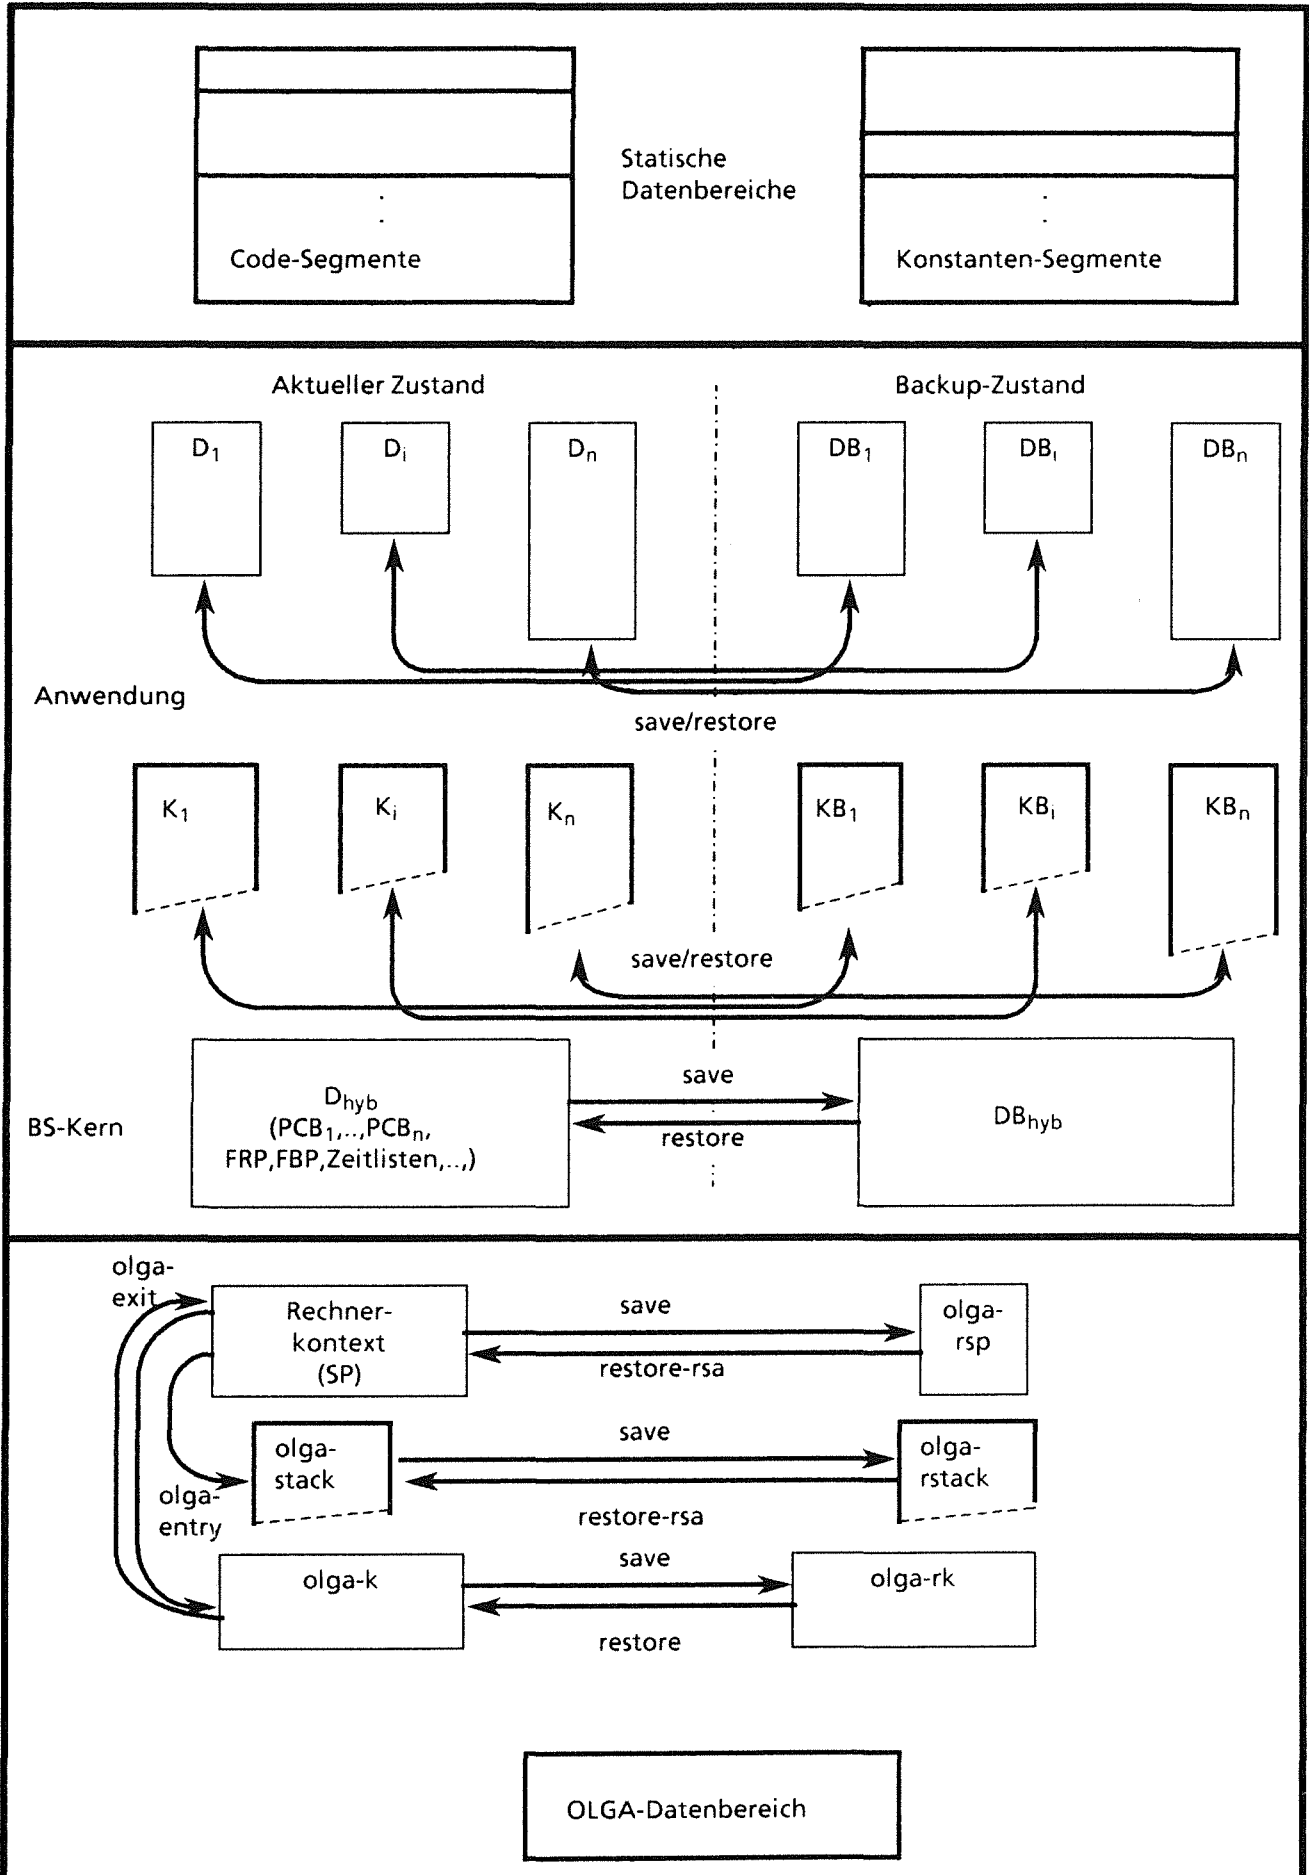 Statische
Datenbereiche
Code-Segmente
Konstanten-Segmente
Aktueller Zustand
Backup-Zustand
D1
Di
Dn
DB1
DBi
DBn
Anwendung
save/restore
K1
Ki
Kn
KB1
KBi
KBn
save/restore
BS-Kern
Dhyb
(PCB1,..,PCBn,
FRP,FBP,Zeitlisten,..,)
save
restore
DBhyb
olga-
exit
Rechner-
kontext
(SP)
save
restore-rsa
olga-
rsp
olga-
entry
olga-
stack
save
restore-rsa
olga-
rstack
olga-k
save
restore
olga-rk
OLGA-Datenbereich